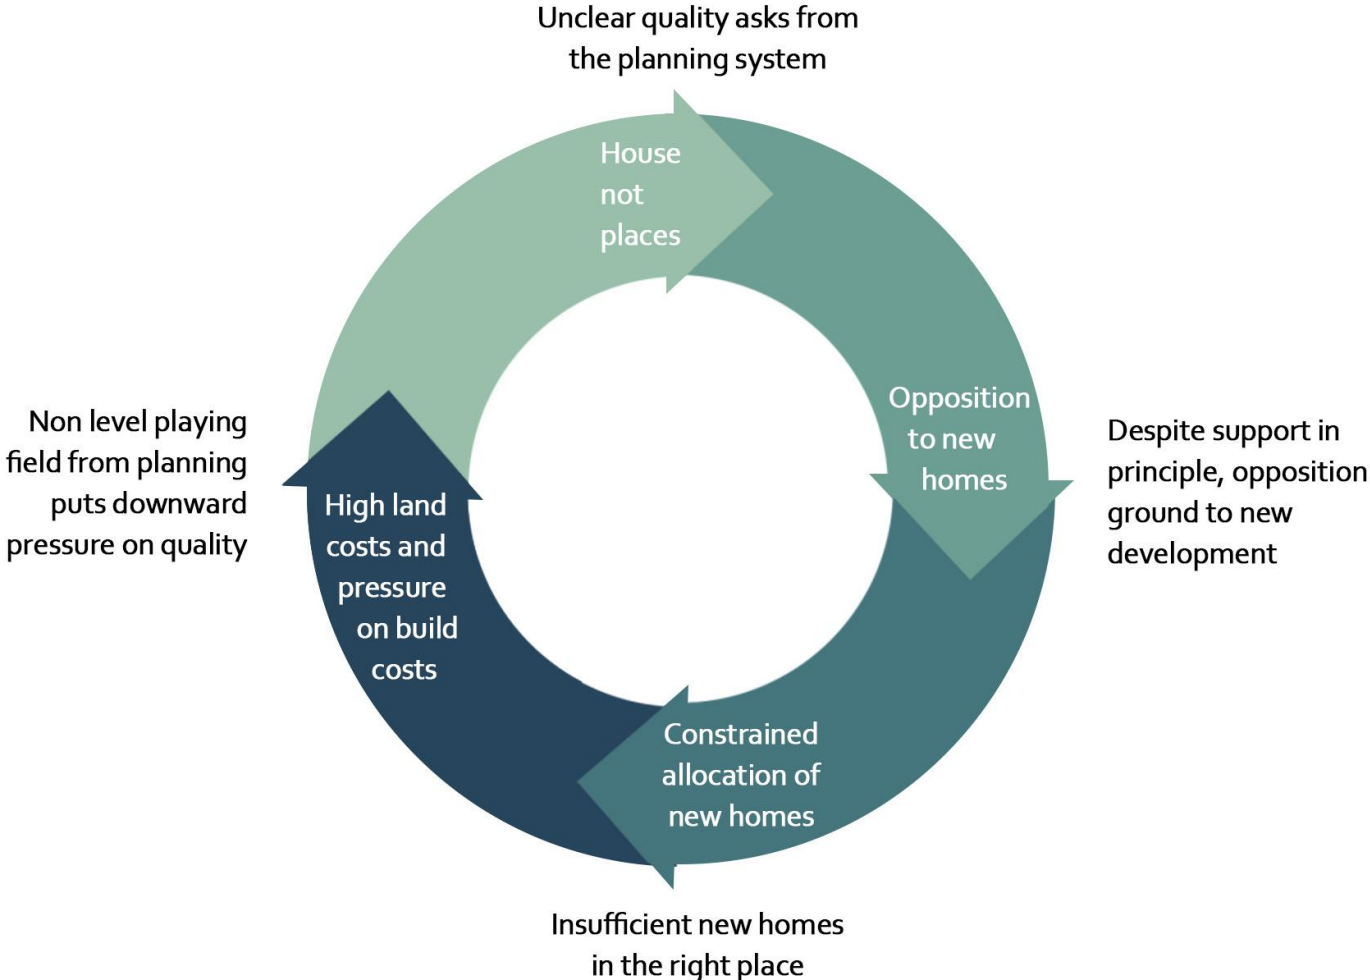 Unclear quality asks from
the planning system
House
not
places
Opposition
to new
homes
Despite support in
principle, opposition
ground to new
development
Constrained
allocation of
new homes
Insufficient new homes
in the right place
High land
costs and
pressure
on build
costs
Non level playing
field from planning
puts downward
pressure on quality